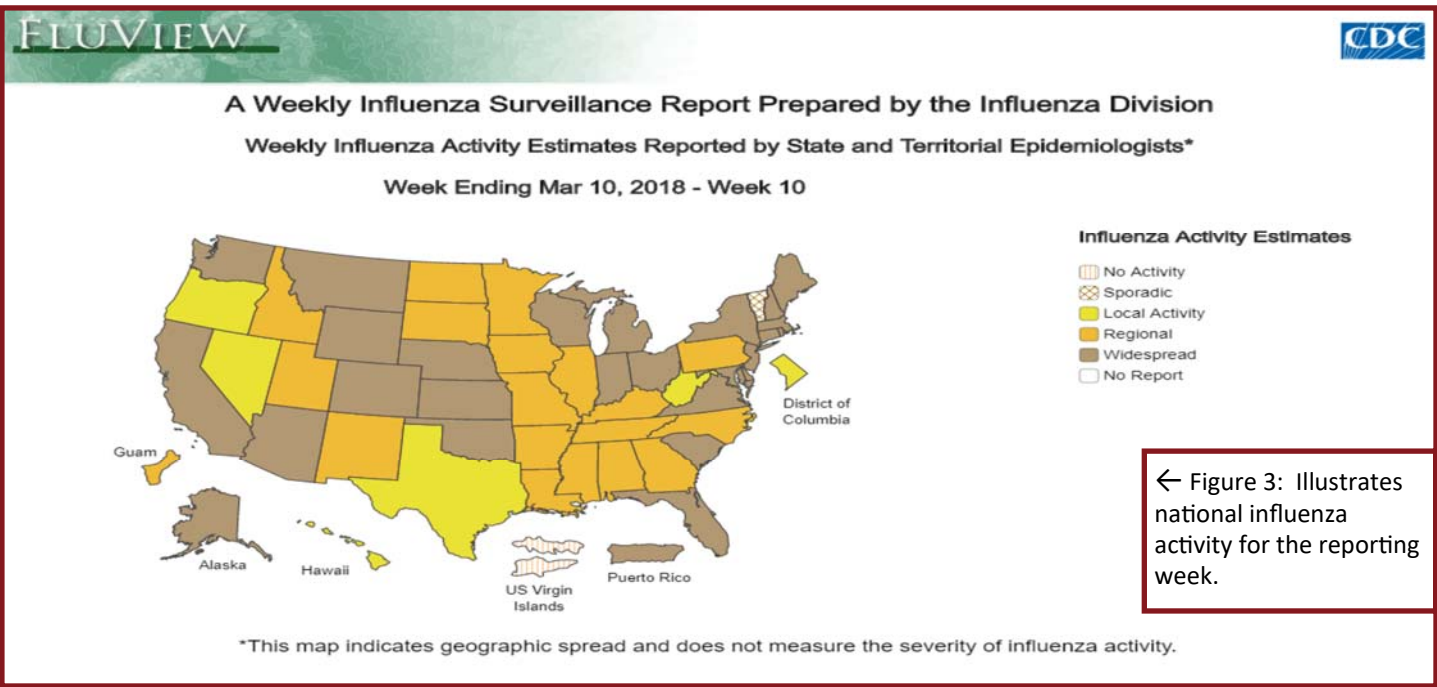 FLUVIEW
CDC
A Weekly Influenza Surveillance Report Prepared by the Influenza Division
Weekly Influenza Activity Estimates Reported by State and Territorial Epidemiologists*
Week Ending Mar 10, 2018 - Week 10
Influenza Activity Estimates
No Activity
Sporadic
Local Activity
Regional
Widespread
No Report
District of
Columbia
Guam
Alaska
Hawaii
US Virgin
Islands
Puerto Rico
← Figure 3: Illustrates
national influenza
activity for the reporting
week.
*This map indicates geographic spread and does not measure the severity of influenza activity.